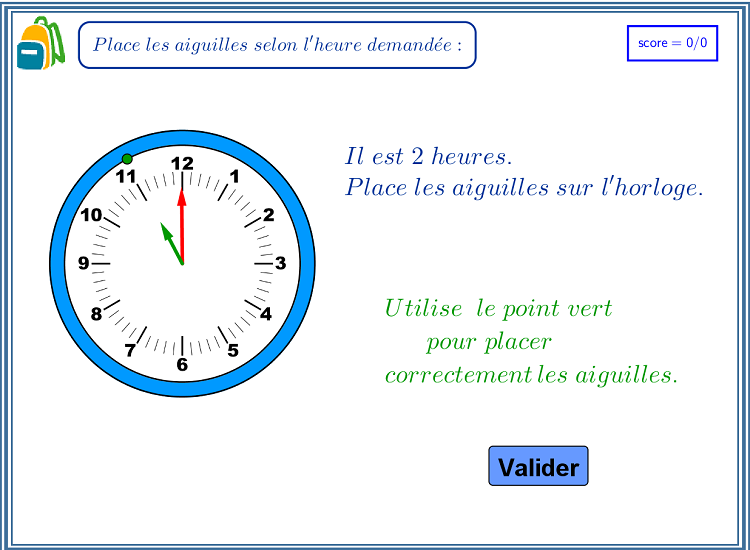 Place les aiguilles selon l'heure demandée :
score = 0/0
Il est 2 heures.
Place les aiguilles sur l'horloge.
12
11
1
10
2
9
3
8
4
7
5
6
Utilise le point vert
pour placer
correctement les aiguilles.
Valider